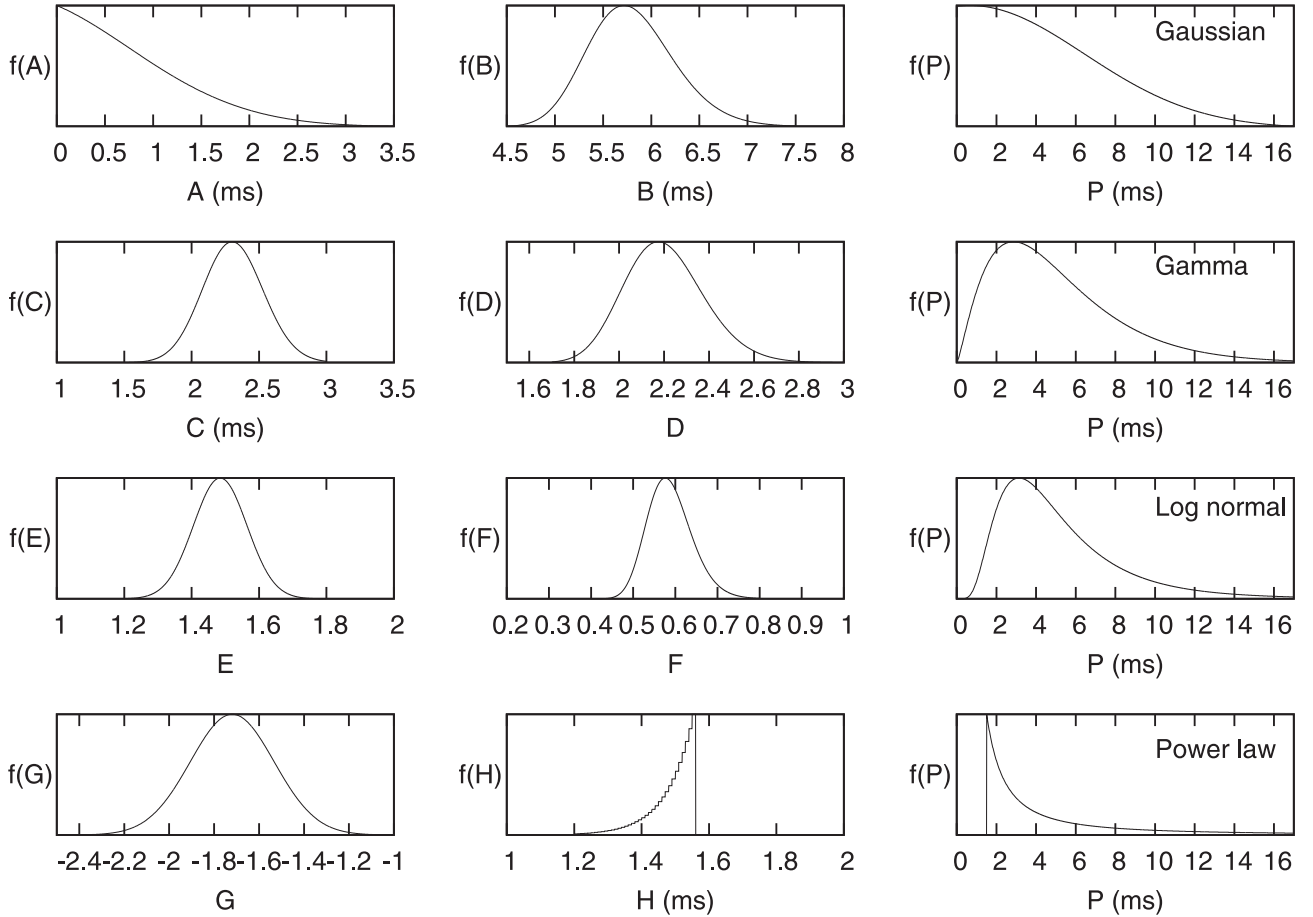 f(A)
0 0.5 1 1.5 2 2.5 3 3.5
A (ms)
f(B)
4.5 5 5.5 6 6.5 7 7.5 8
B (ms)
Gaussian
f(P)
0 2 4 6 8 10 12 14 16
P (ms)
f(C)
1 1.5 2 2.5 3 3.5
C (ms)
f(D)
1.6 1.8 2 2.2 2.4 2.6 2.8 3
D
Gamma
f(P)
0 2 4 6 8 10 12 14 16
P (ms)
f(E)
1 1.2 1.4 1.6 1.8 2
E
f(F)
0.2 0.3 0.4 0.5 0.6 0.7 0.8 0.9 1
F
Log normal
f(P)
0 2 4 6 8 10 12 14 16
P (ms)
f(G)
-2.4 -2.2 -2 -1.8 -1.6 -1.4 -1.2 -1
G
f(H)
1 1.2 1.4 1.6 1.8 2
H (ms)
Power law
f(P)
0 2 4 6 8 10 12 14 16
P (ms)